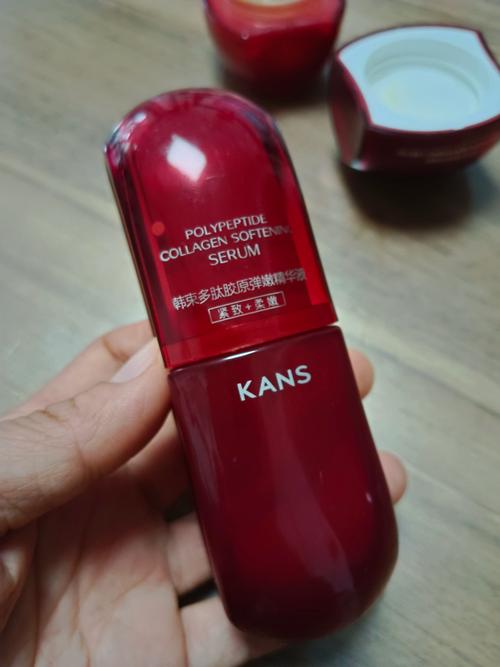 POLYPEPTIDE
COLLAGEN SOFTENING
SERUM
韩束多肽胶原弹嫩精华液
紧致+柔嫩
KANS